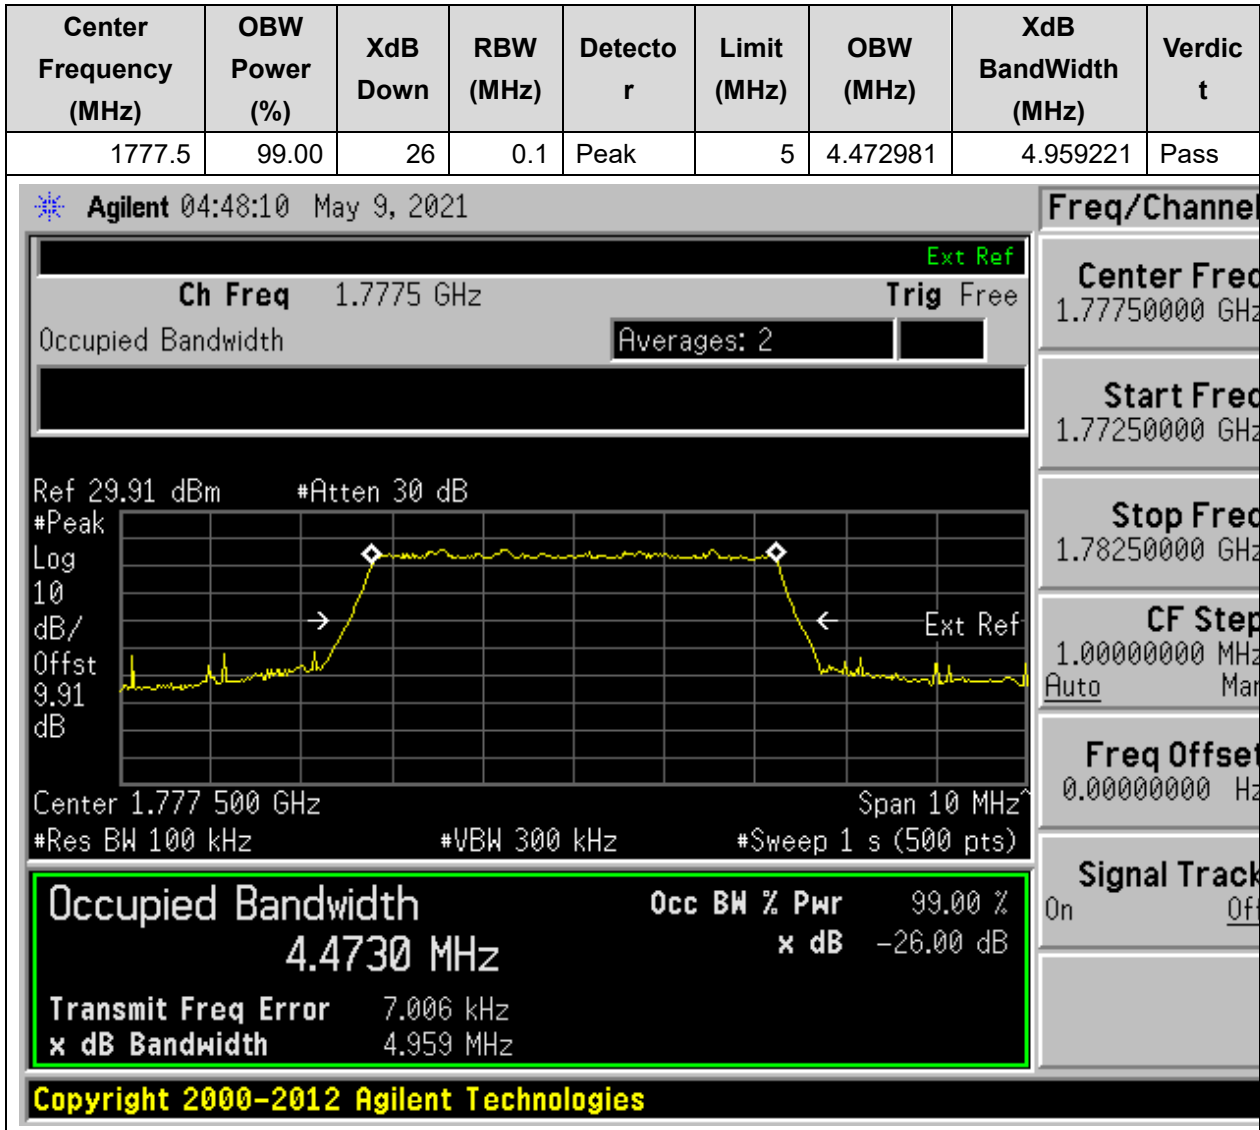 Center Frequency (MHz) OBW Power (%) XdB Down RBW (MHz) Detecto r Limit (MHz) OBW (MHz) XdB BandWidth (MHz) Verdic t
1777.5 99.00 26 0.1 Peak 5 4.472981 4.959221 Pass
Agilent 04:48:10 May 9, 2021
Freq/Channel
Ext Ref
Ch Freq 1.7775 GHz Trig Free
Occupied Bandwidth Averages: 2
Center Freq
1.77750000 GHz
Start Freq
1.77250000 GHz
Stop Freq
1.78250000 GHz
CF Step
1.00000000 MHz
Auto Man
Freq Offset
0.00000000 Hz
Signal Track
On Off
Ref 29.91 dBm #Atten 30 dB
#Peak
Log
10
dB/
Offst
9.91
dB
Ext Ref
Center 1.777 500 GHz Span 10 MHz^
#Res BW 100 kHz #VBW 300 kHz #Sweep 1 s (500 pts)
Occupied Bandwidth Occ BW % Pwr 99.00 %
4.4730 MHz x dB -26.00 dB
Transmit Freq Error 7.006 kHz
x dB Bandwidth 4.959 MHz
Copyright 2000-2012 Agilent Technologies